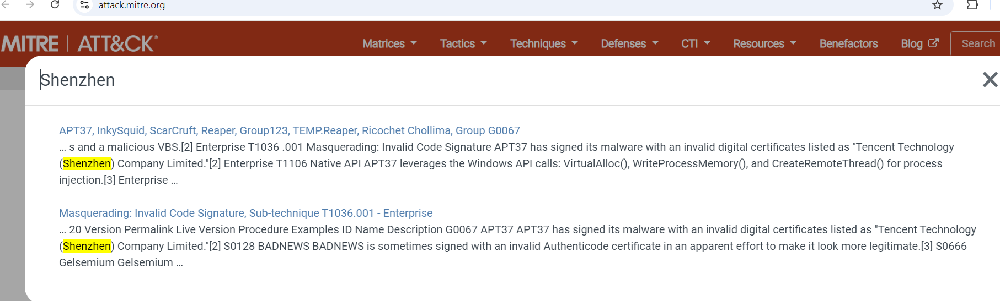 attack.mitre.org
MITRE | ATT&CK®
Matrices Tactics Techniques Defenses CTI Resources Benefactors Blog Search
Shenzhen
APT37, InkySquid, ScarCruft, Reaper, Group123, TEMP.Reaper, Ricochet Chollima, Group G0067
... s and a malicious VBS.[2] Enterprise T1036 .001 Masquerading: Invalid Code Signature APT37 has signed its malware with an invalid digital certificates listed as "Tencent Technology
(Shenzhen) Company Limited."[2] Enterprise T1106 Native API APT37 leverages the Windows API calls: VirtualAlloc(), WriteProcessMemory(), and CreateRemoteThread() for process
injection.[3] Enterprise ...
Masquerading: Invalid Code Signature, Sub-technique T1036.001 - Enterprise
... 20 Version Permalink Live Version Procedure Examples ID Name Description G0067 APT37 APT37 has signed its malware with an invalid digital certificates listed as "Tencent Technology
(Shenzhen) Company Limited."[2] S0128 BADNEWS BADNEWS is sometimes signed with an invalid Authenticode certificate in an apparent effort to make it look more legitimate.[3] S0666
Gelsemium Gelsemium ...